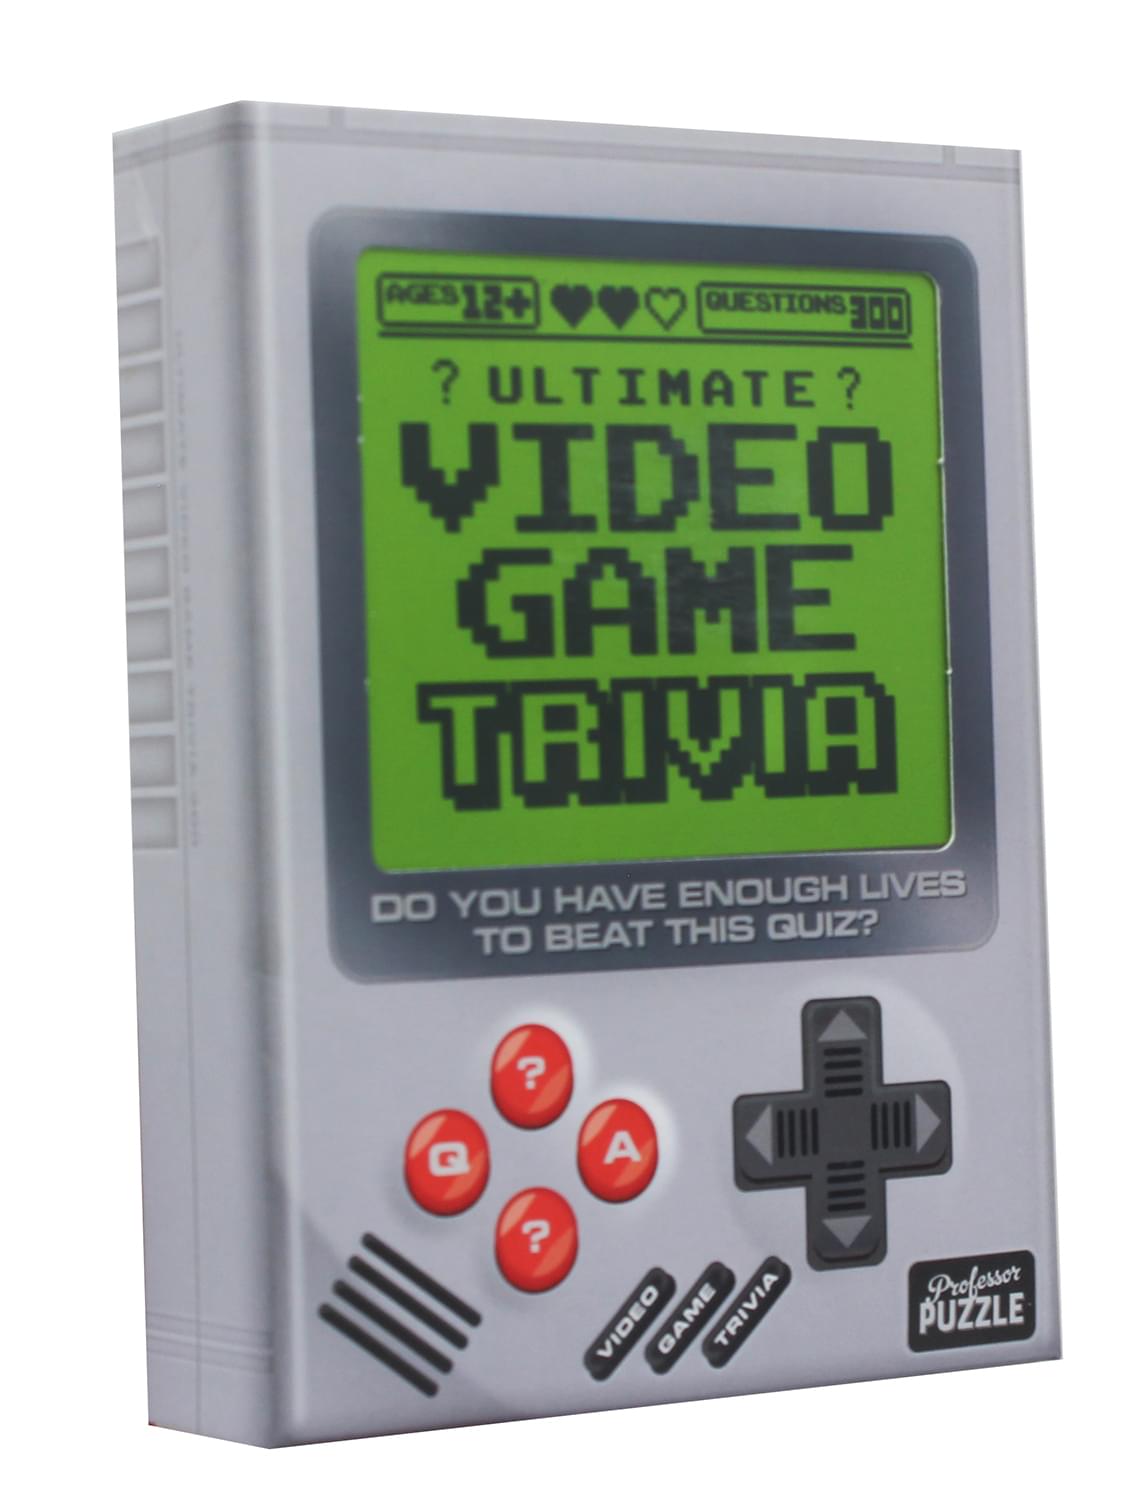 AGES 12+ QUESTIONS 300
? ULTIMATE ?
VIDEO
GAME
TRIVIA
DO YOU HAVE ENOUGH LIVES
TO BEAT THIS QUIZ?
?
Q A
?
VIDEO GAME TRIVIA
Professor
PUZZLE